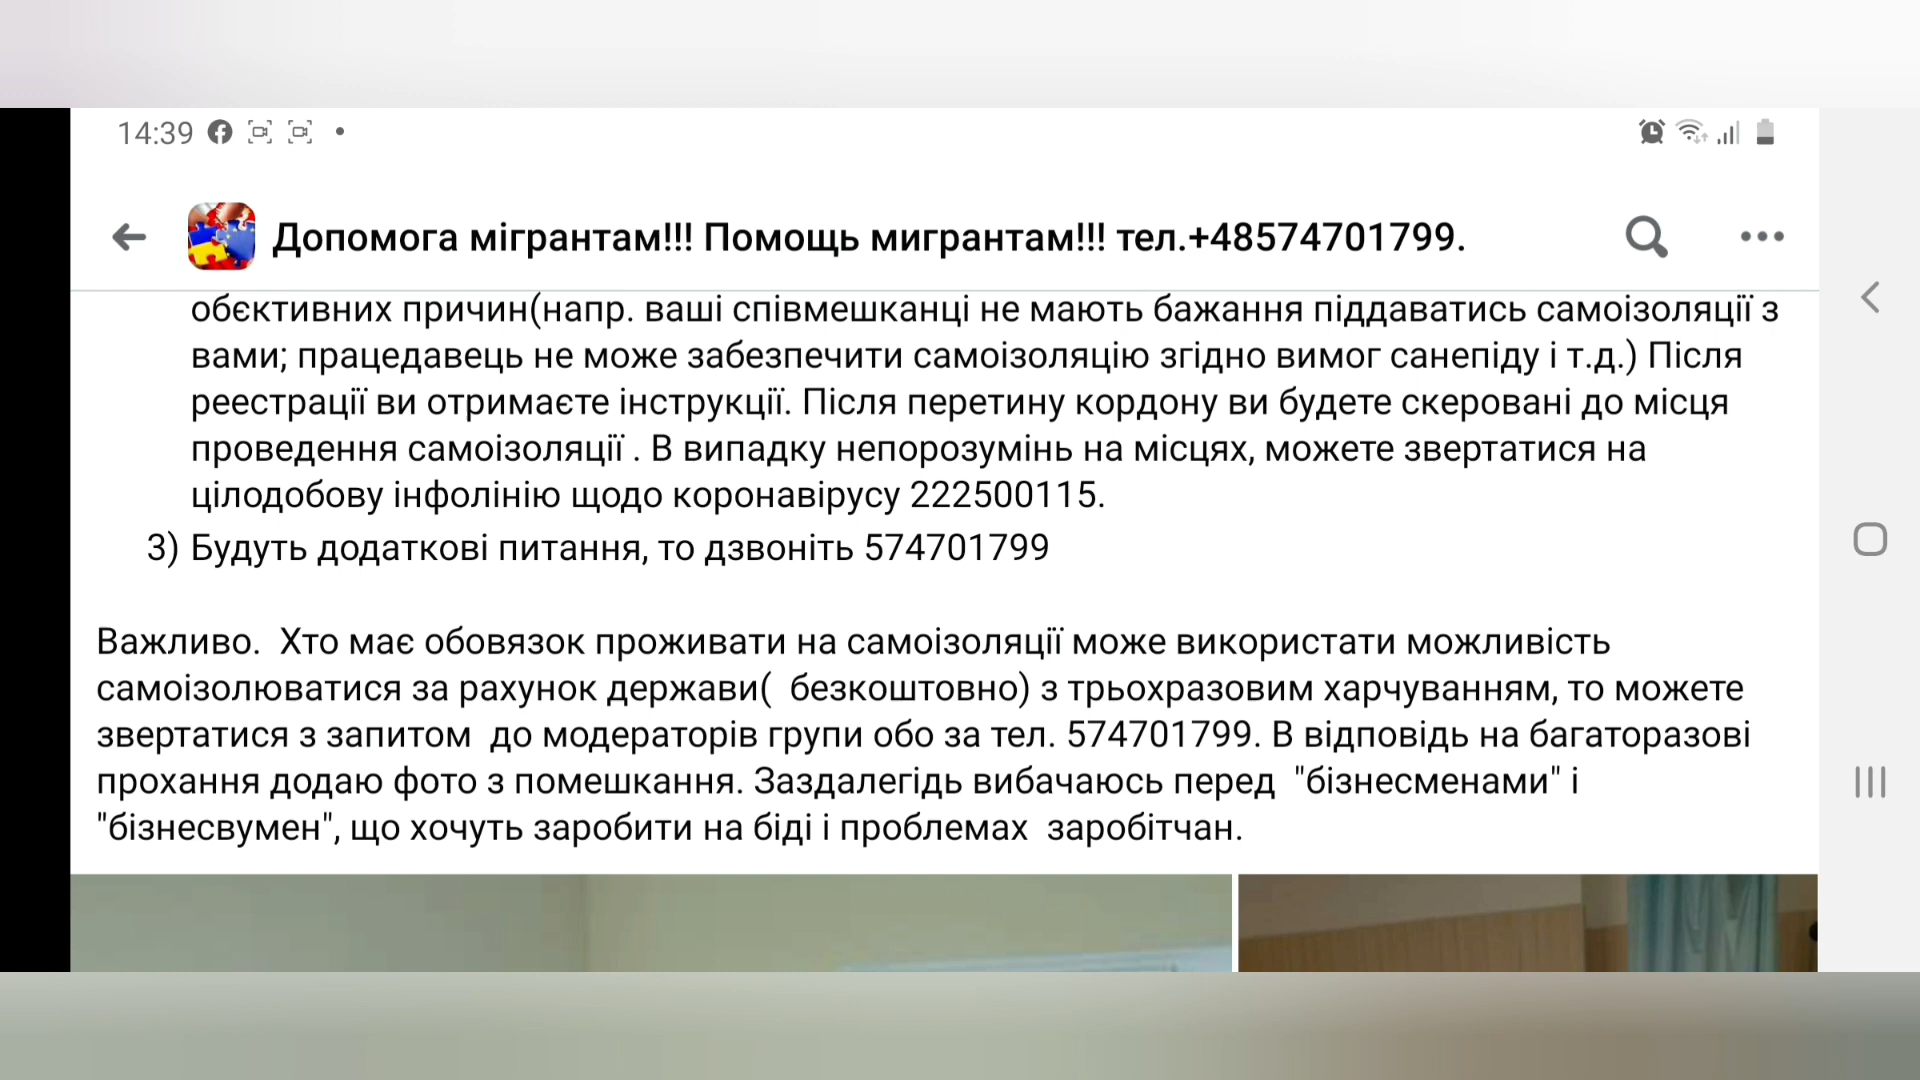 14:39
Допомога мігрантам!!! Помощь мигрантам!!! тел.+48574701799.
обєктивних причин(напр. ваші співмешканці не мають бажання піддаватись самоізоляції з
вами; працедавець не може забезпечити самоізоляцію згідно вимог санепіду і т.д.) Після
реестрації ви отримаєте інструкції. Після перетину кордону ви будете скеровані до місця
проведення самоізоляції . В випадку непорозумінь на місцях, можете звертатися на
цілодобову інфолінію щодо коронавірусу 222500115.
3) Будуть додаткові питання, то дзвоніть 574701799
Важливо.  Хто має обовязок проживати на самоізоляції може використати можливість
самоізолюватися за рахунок держави(  безкоштовно) з трьохразовим харчуванням, то можете
звертатися з запитом  до модераторів групи обо за тел. 574701799. В відповідь на багаторазові
прохання додаю фото з помешкання. Заздалегідь вибачаюсь перед  "бізнесменами" і
"бізнесвумен", що хочуть заробити на біді і проблемах  заробітчан.